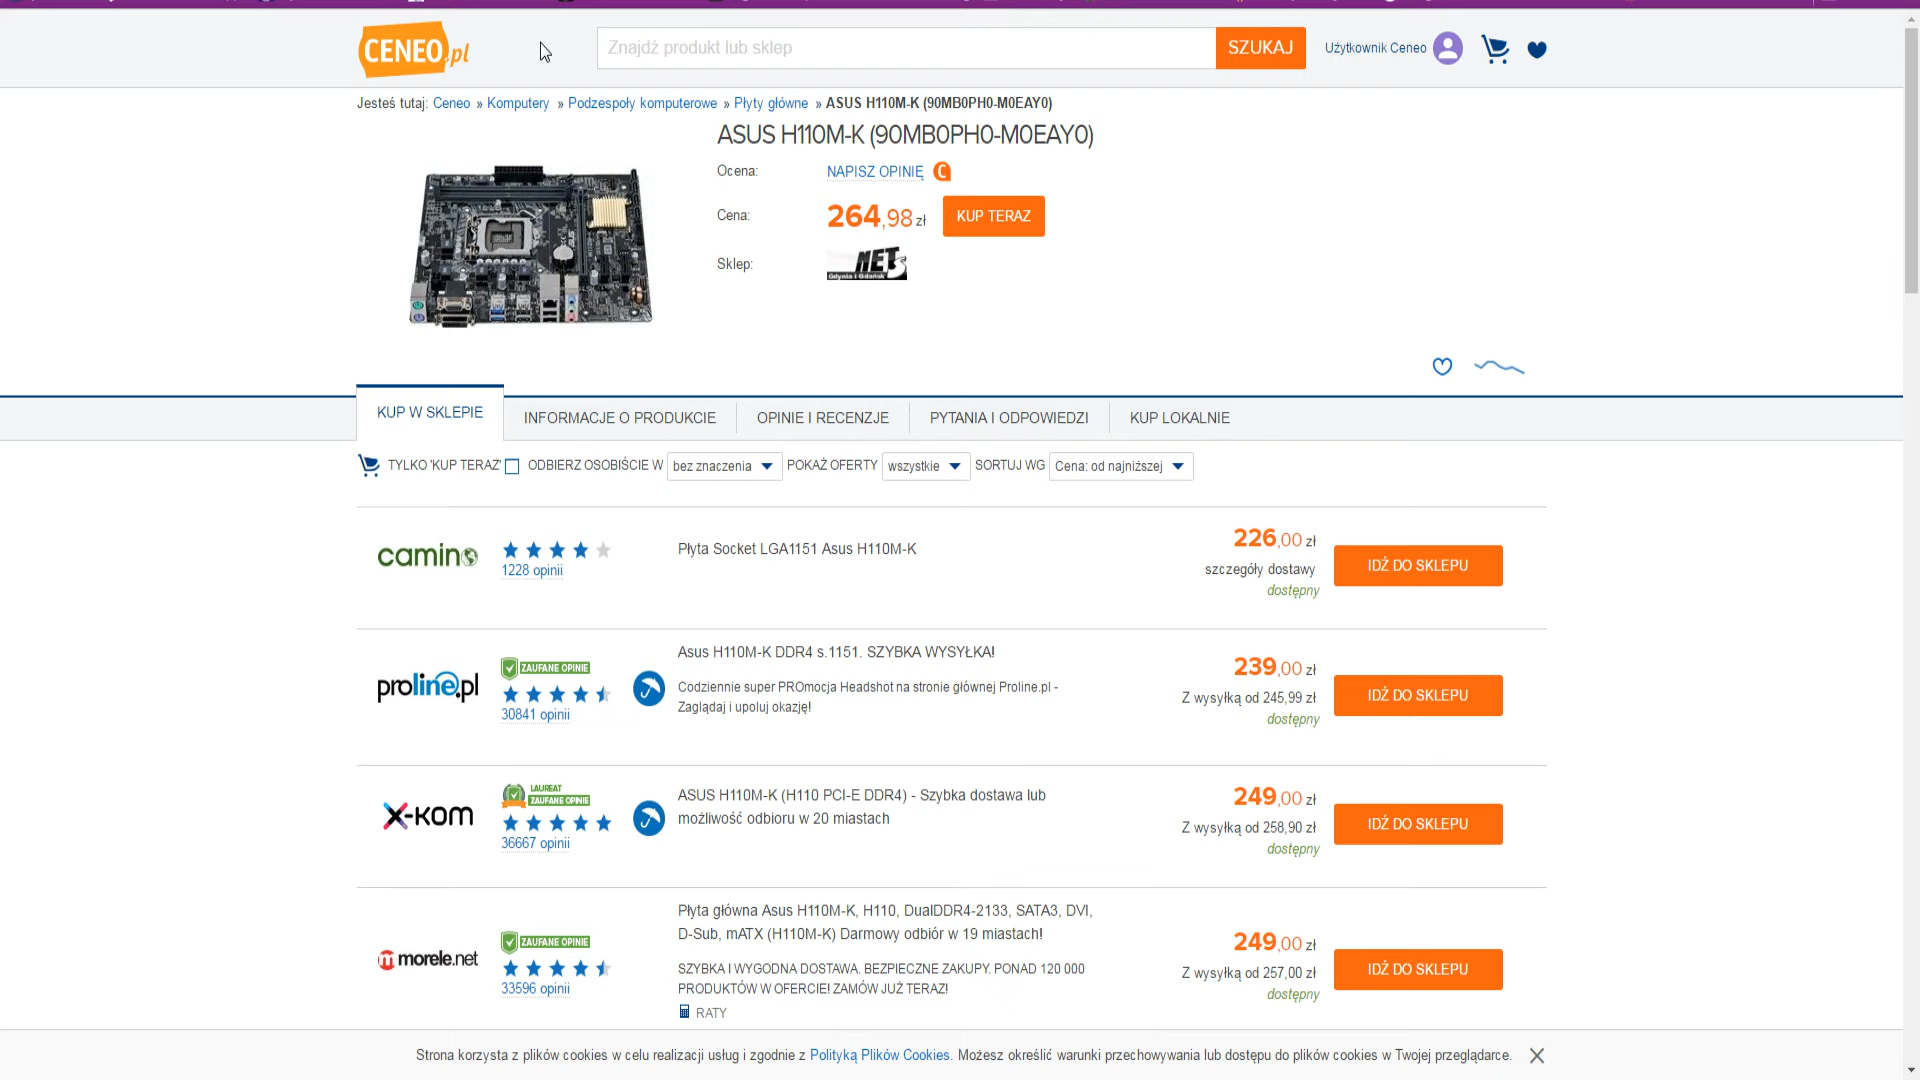 CENEO.pl
Znajdź produkt lub sklep
SZUKAJ
Użytkownik Ceneo
Jesteś tutaj: Ceneo » Komputery » Podzespoły komputerowe » Płyty główne » ASUS H110M-K (90MB0PH0-M0EAY0)
ASUS H110M-K (90MB0PH0-M0EAY0)
Ocena: NAPISZ OPINIĘ
Cena: 264,98 zł KUP TERAZ
Sklep: NET-S
Gdynia i Gdańsk
KUP W SKLEPIE INFORMACJE O PRODUKCIE OPINIE I RECENZJE PYTANIA I ODPOWIEDZI KUP LOKALNIE
TYLKO 'KUP TERAZ' ODBIERZ OSOBIŚCIE W bez znaczenia POKAŻ OFERTY wszystkie SORTUJ WG Cena: od najniższej
camino
1228 opinii
Płyta Socket LGA1151 Asus H110M-K
226,00 zł
szczegóły dostawy
dostępny
IDŹ DO SKLEPU
proline.pl
ZAUFANE OPINIE
30841 opinii
Asus H110M-K DDR4 s.1151. SZYBKA WYSYŁKA!
Codziennie super PROmocja Headshot na stronie głównej Proline.pl -
Zaglądaj i upoluj okazję!
239,00 zł
Z wysyłką od 245,99 zł
dostępny
IDŹ DO SKLEPU
x-kom
LAUREAT
ZAUFANE OPINIE
36667 opinii
ASUS H110M-K (H110 PCI-E DDR4) - Szybka dostawa lub
możliwość odbioru w 20 miastach
249,00 zł
Z wysyłką od 258,90 zł
dostępny
IDŹ DO SKLEPU
morele.net
ZAUFANE OPINIE
33596 opinii
Płyta główna Asus H110M-K, H110, DualDDR4-2133, SATA3, DVI,
D-Sub, mATX (H110M-K) Darmowy odbiór w 19 miastach!
SZYBKA I WYGODNA DOSTAWA. BEZPIECZNE ZAKUPY. PONAD 120 000
PRODUKTÓW W OFERCIE! ZAMÓW JUŻ TERAZ!
RATY
249,00 zł
Z wysyłką od 257,00 zł
dostępny
IDŹ DO SKLEPU
Strona korzysta z plików cookies w celu realizacji usług i zgodnie z Polityką Plików Cookies. Możesz określić warunki przechowywania lub dostępu do plików cookies w Twojej przeglądarce.